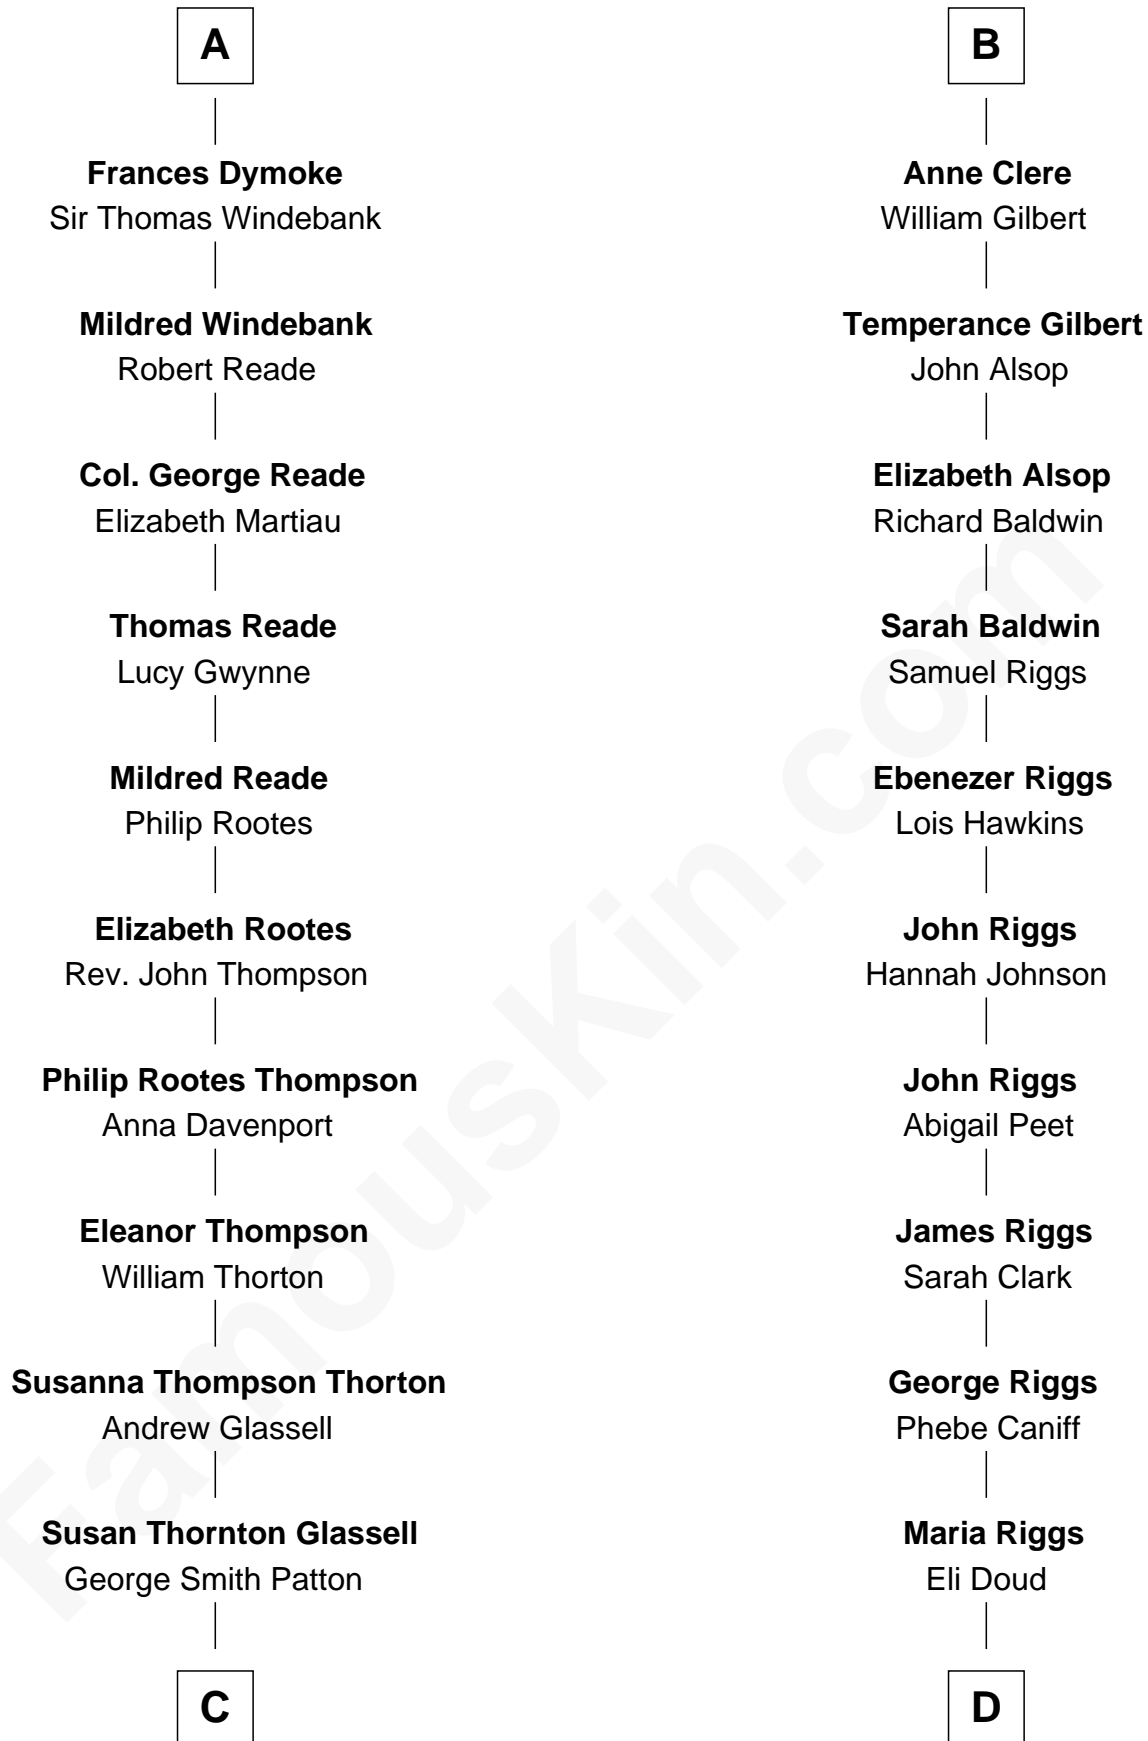 A
Frances Dymoke
Sir Thomas Windebank
Mildred Windebank
Robert Reade
Col. George Reade
Elizabeth Martiau
Thomas Reade
Lucy Gwynne
Mildred Reade
Philip Rootes
Elizabeth Rootes
Rev. John Thompson
Philip Rootes Thompson
Anna Davenport
Eleanor Thompson
William Thorton
Susanna Thompson Thorton
Andrew Glassell
Susan Thornton Glassell
George Smith Patton
C
B
Anne Clere
William Gilbert
Temperance Gilbert
John Alsop
Elizabeth Alsop
Richard Baldwin
Sarah Baldwin
Samuel Riggs
Ebenezer Riggs
Lois Hawkins
John Riggs
Hannah Johnson
John Riggs
Abigail Peet
James Riggs
Sarah Clark
George Riggs
Phebe Caniff
Maria Riggs
Eli Doud
D
FamousKin.com